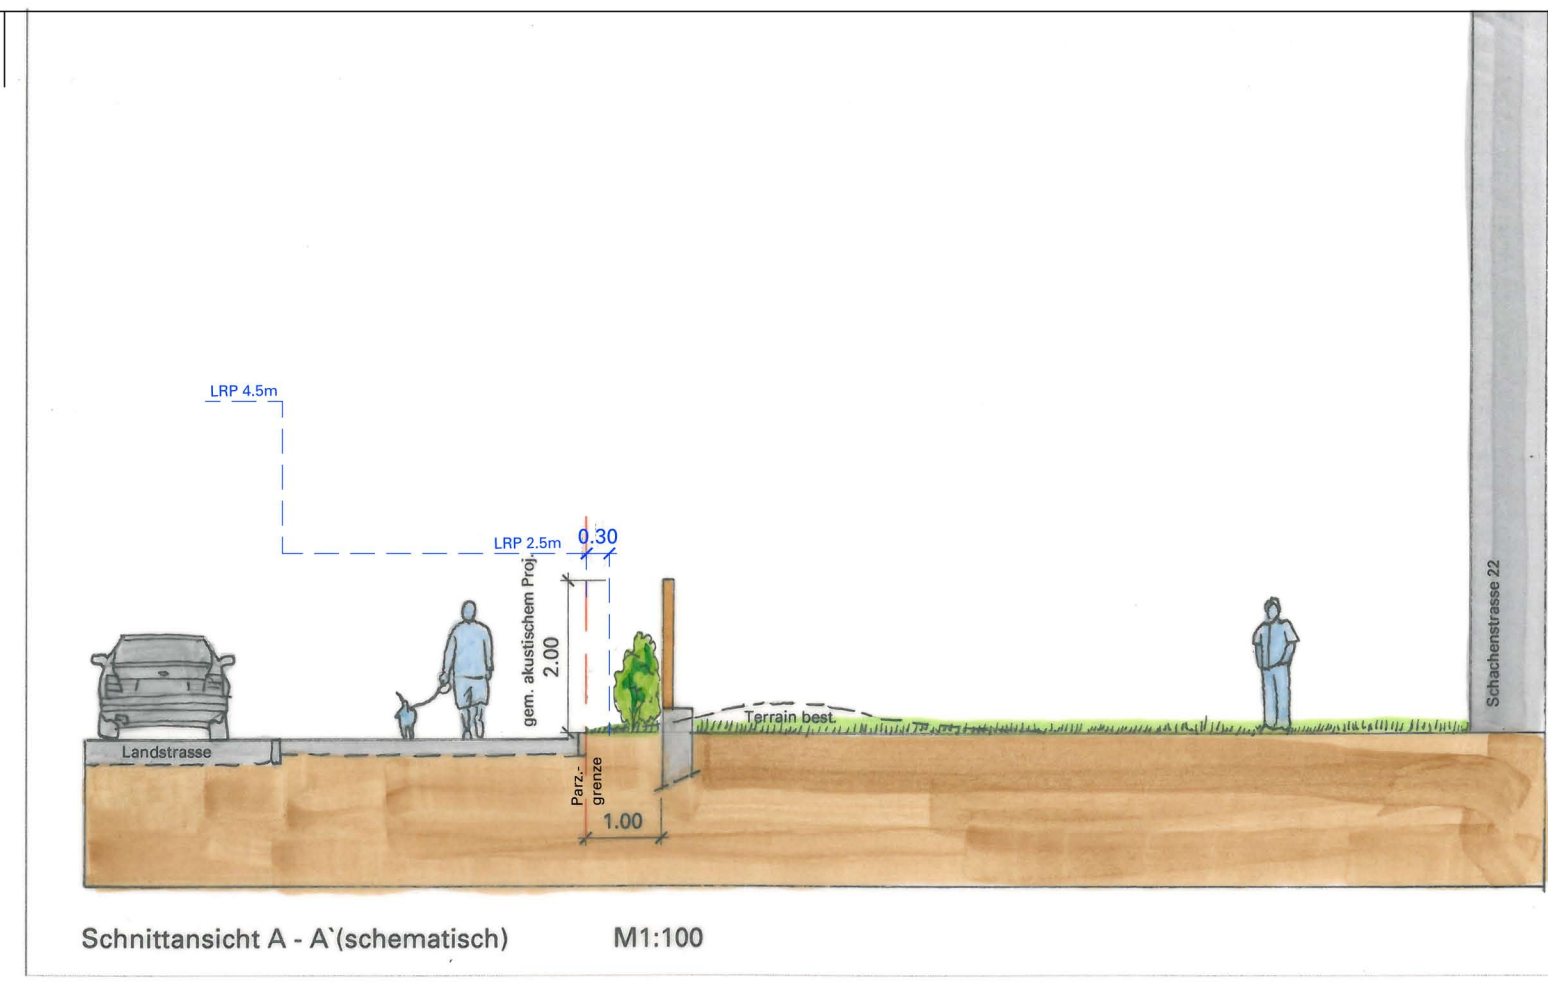 LRP 4.5m
LRP 2.5m
0.30
gem. akustischem Proj.
2.00
Schachenstrasse 22
Terrain best.
Landstrasse
Parz.-
grenze
1.00
Schnittansicht A - A`(schematisch)
M1:100